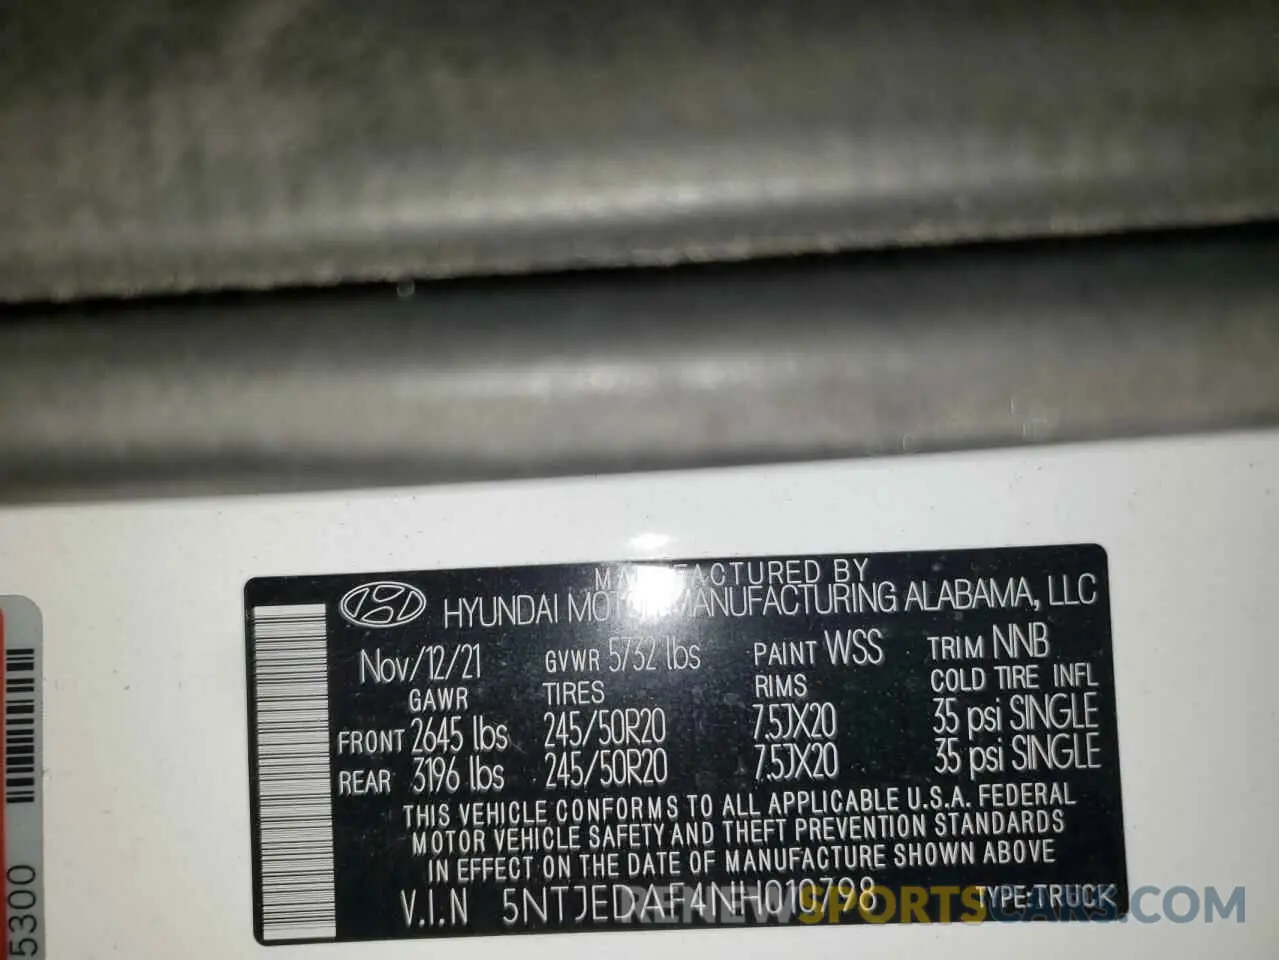 MANUFACTURED BY
HYUNDAI MOTOR MANUFACTURING ALABAMA, LLC
Nov/12/21 GVWR 5732 lbs PAINT WSS TRIM NNB
GAWR TIRES RIMS COLD TIRE INFL
FRONT 2645 lbs 245/50R20 7.5JX20 35 psi SINGLE
REAR 3196 lbs 245/50R20 7.5JX20 35 psi SINGLE
THIS VEHICLE CONFORMS TO ALL APPLICABLE U.S.A. FEDERAL
MOTOR VEHICLE SAFETY AND THEFT PREVENTION STANDARDS
IN EFFECT ON THE DATE OF MANUFACTURE SHOWN ABOVE
V.I.N 5NTJEDAF4NH010798 TYPE:TRUCK
5300
RENEWSPORTSCARS.COM